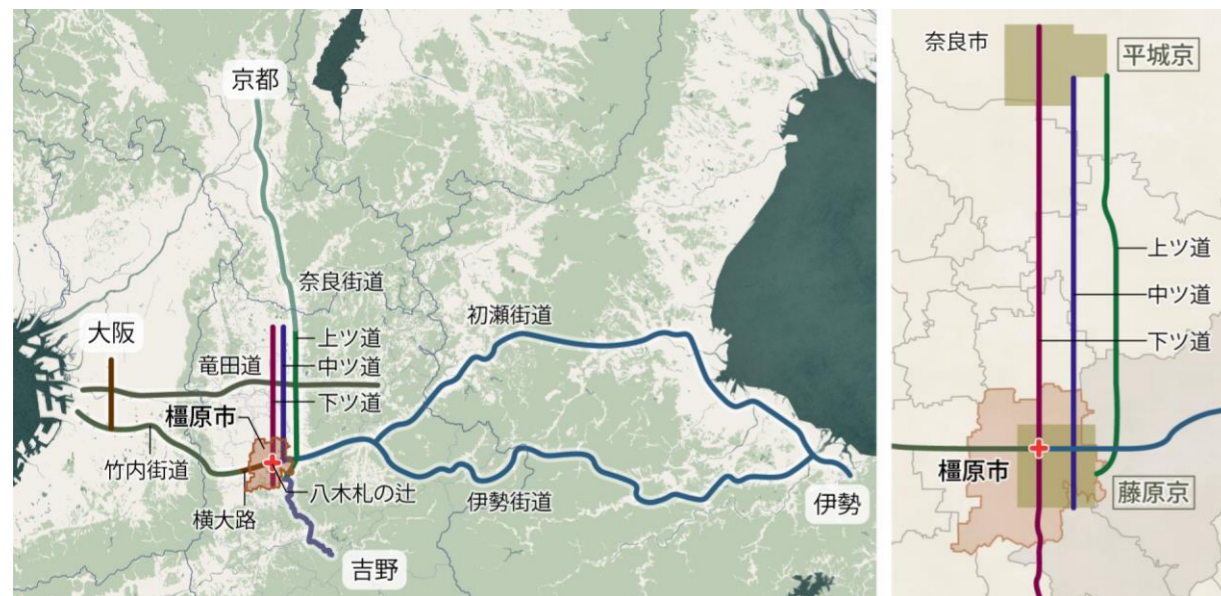 京都
奈良街道
初瀬街道
上ツ道
大阪
竜田道
中ツ道
下ツ道
橿原市
竹内街道
八木札の辻
伊勢街道
横大路
伊勢
吉野
奈良市
平城京
上ツ道
中ツ道
下ツ道
橿原市
藤原京